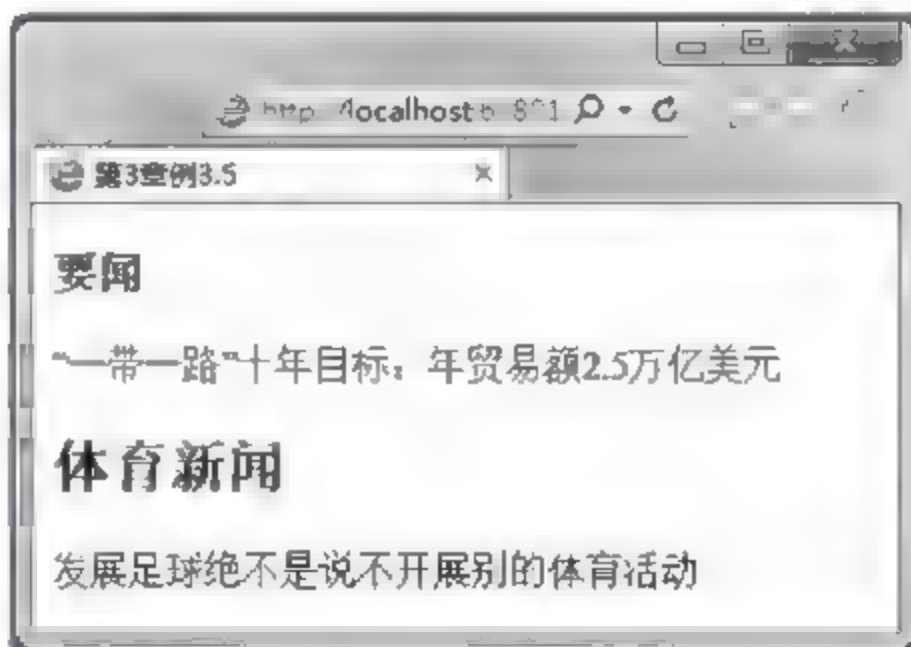 localhost
第3章例3.5
要闻
“一带一路”十年目标：年贸易额2.5万亿美元
体育新闻
发展足球绝不是说不开展别的体育活动